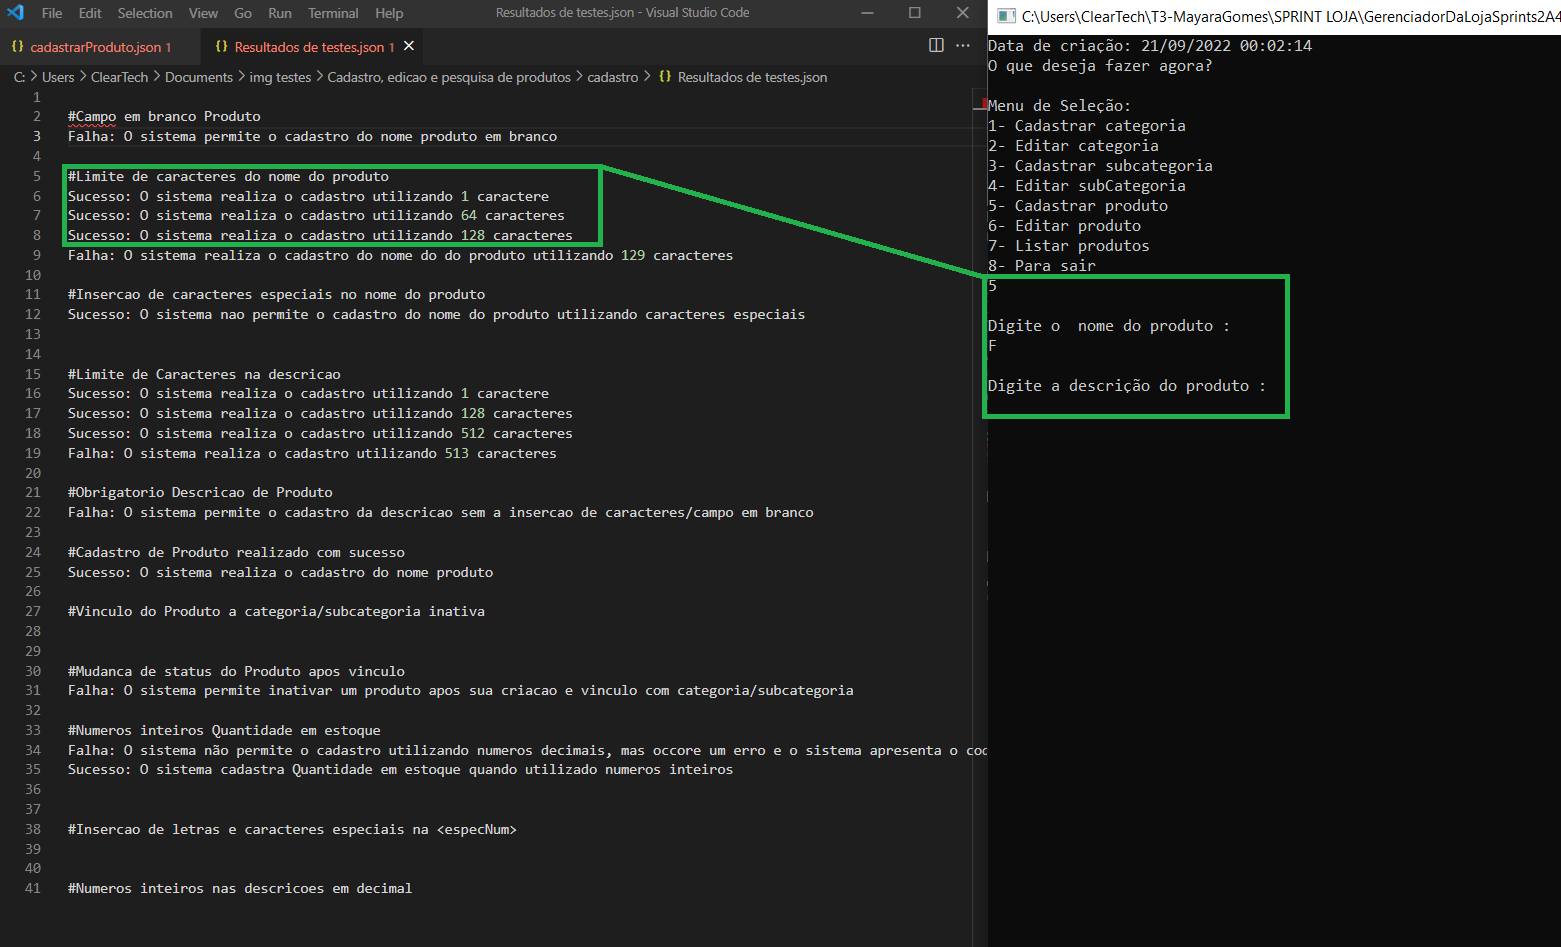 File Edit Selection View Go Run Terminal Help
Resultados de testes.json - Visual Studio Code
{} cadastrarProduto.json 1
{} Resultados de testes.json 1
C: > Users > ClearTech > Documents > img testes > Cadastro, edicao e pesquisa de produtos > cadastro > {} Resultados de testes.json
1
2 #Campo em branco Produto
3 Falha: O sistema permite o cadastro do nome produto em branco
4
5 #Limite de caracteres do nome do produto
6 Sucesso: O sistema realiza o cadastro utilizando 1 caractere
7 Sucesso: O sistema realiza o cadastro utilizando 64 caracteres
8 Sucesso: O sistema realiza o cadastro utilizando 128 caracteres
9 Falha: O sistema realiza o cadastro do nome do do produto utilizando 129 caracteres
10
11 #Insercao de caracteres especiais no nome do produto
12 Sucesso: O sistema nao permite o cadastro do nome do produto utilizando caracteres especiais
13
14
15 #Limite de Caracteres na descricao
16 Sucesso: O sistema realiza o cadastro utilizando 1 caractere
17 Sucesso: O sistema realiza o cadastro utilizando 128 caracteres
18 Sucesso: O sistema realiza o cadastro utilizando 512 caracteres
19 Falha: O sistema realiza o cadastro utilizando 513 caracteres
20
21 #Obrigatorio Descricao de Produto
22 Falha: O sistema permite o cadastro da descricao sem a insercao de caracteres/campo em branco
23
24 #Cadastro de Produto realizado com sucesso
25 Sucesso: O sistema realiza o cadastro do nome produto
26
27 #Vinculo do Produto a categoria/subcategoria inativa
28
29
30 #Mudanca de status do Produto apos vinculo
31 Falha: O sistema permite inativar um produto apos sua criacao e vinculo com categoria/subcategoria
32
33 #Numeros inteiros Quantidade em estoque
34 Falha: O sistema não permite o cadastro utilizando numeros decimais, mas occore um erro e o sistema apresenta o coc
35 Sucesso: O sistema cadastra Quantidade em estoque quando utilizado numeros inteiros
36
37
38 #Insercao de letras e caracteres especiais na <especNum>
39
40
41 #Numeros inteiros nas descricoes em decimal
C:\Users\ClearTech\T3-MayaraGomes\SPRINT LOJA\GerenciadorDaLojaSprints2A4
Data de criação: 21/09/2022 00:02:14
O que deseja fazer agora?
Menu de Seleção:
1- Cadastrar categoria
2- Editar categoria
3- Cadastrar subcategoria
4- Editar subCategoria
5- Cadastrar produto
6- Editar produto
7- Listar produtos
8- Para sair
5
Digite o  nome do produto :
F
Digite a descrição do produto :